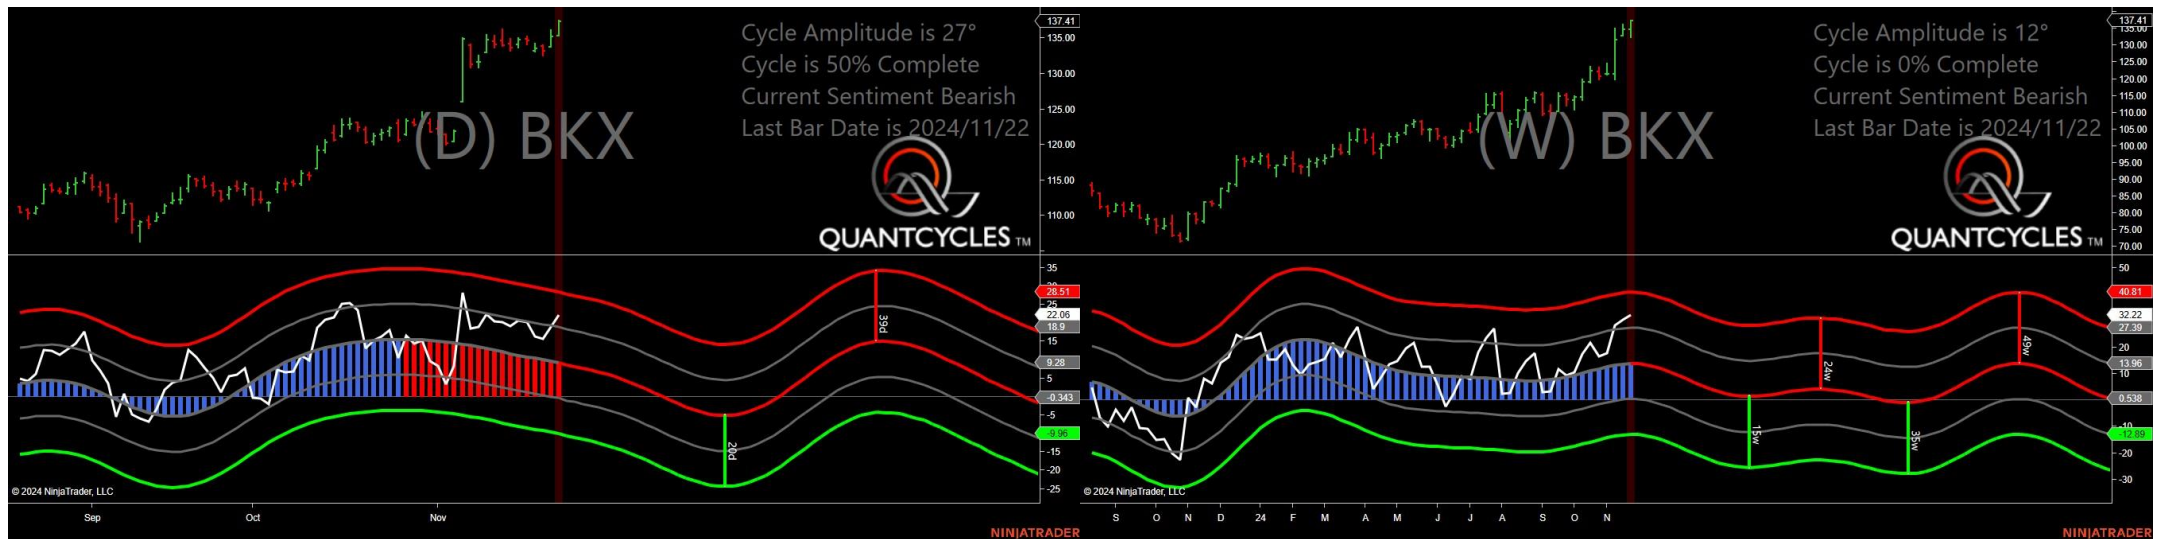 Cycle Amplitude is 27°
Cycle is 50% Complete
Current Sentiment Bearish
Last Bar Date is 2024/11/22
(D) BKX
QUANTCYCLES TM
137.41
135.00
130.00
125.00
120.00
115.00
110.00
35
28.51
25
22.06
18.9
15
9.28
5
-0.343
-5
-9.96
-15
-20
-25
39d
20d
© 2024 NinjaTrader, LLC
Sep Oct Nov
NINJATRADER
Cycle Amplitude is 12°
Cycle is 0% Complete
Current Sentiment Bearish
Last Bar Date is 2024/11/22
(W) BKX
QUANTCYCLES TM
137.41
135.00
130.00
125.00
120.00
115.00
110.00
105.00
100.00
95.00
90.00
85.00
80.00
75.00
70.00
50
40.81
32.22
27.39
20
13.96
10
0.538
-10
-12.89
-20
-30
24w
49w
15w
35w
© 2024 NinjaTrader, LLC
S O N D 24 F M A M J J A S O N
NINJATRADER